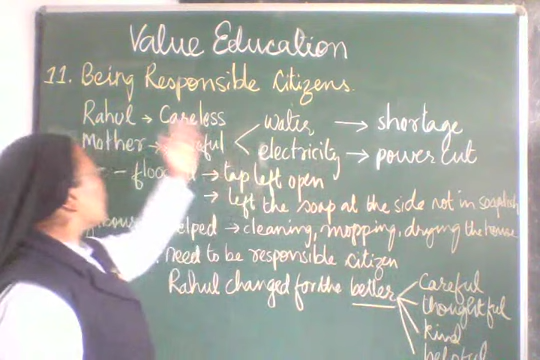 Value Education
11. Being Responsible Citizens.
Rahul → Careless water → shortage
Mother → electricity → power cut
→ tap left open
→ left the soap at the side not in soapdish
helped → cleaning, mopping, drying the house
need to be responsible citizen
Rahul changed for the better
Careful
thoughtful
kind
helpful